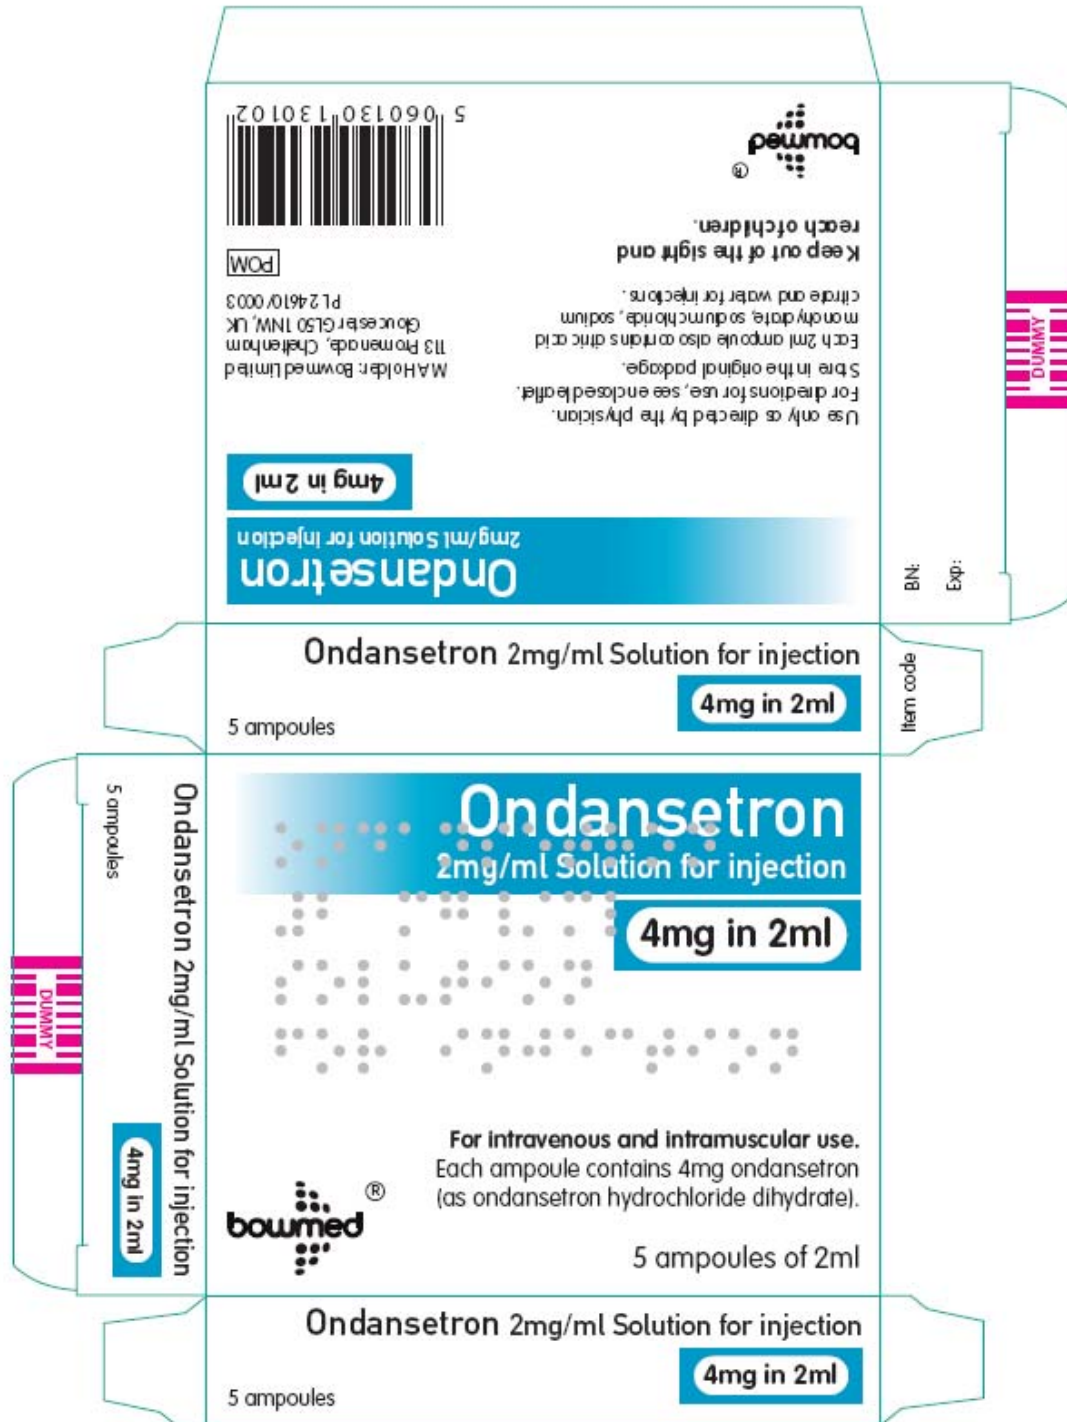 5 060130 131022
bowmed
®
Keep out of the sight and
reach of children.
POM
MA Holder: Bowmed Limited
113 Promenade, Cheltenham
Gloucester GL50 1NW, UK
PL 24610/0003
Each 2ml ampoule also contains citric acid
monohydrate, sodium chloride, sodium
citrate and water for injections.
Store in the original package.
For directions for use, see enclosed leaflet.
Use only as directed by the physician.
4mg in 2ml
Ondansetron
2mg/ml Solution for injection
DUMMY
BN:
Exp:
Item code
Ondansetron 2mg/ml Solution for injection
4mg in 2ml
5 ampoules
Ondansetron 2mg/ml Solution for injection
5 ampoules
4mg in 2ml
DUMMY
Ondansetron
2mg/ml Solution for injection
4mg in 2ml
For intravenous and intramuscular use.
Each ampoule contains 4mg ondansetron
(as ondansetron hydrochloride dihydrate).
bowmed
®
5 ampoules of 2ml
Ondansetron 2mg/ml Solution for injection
4mg in 2ml
5 ampoules